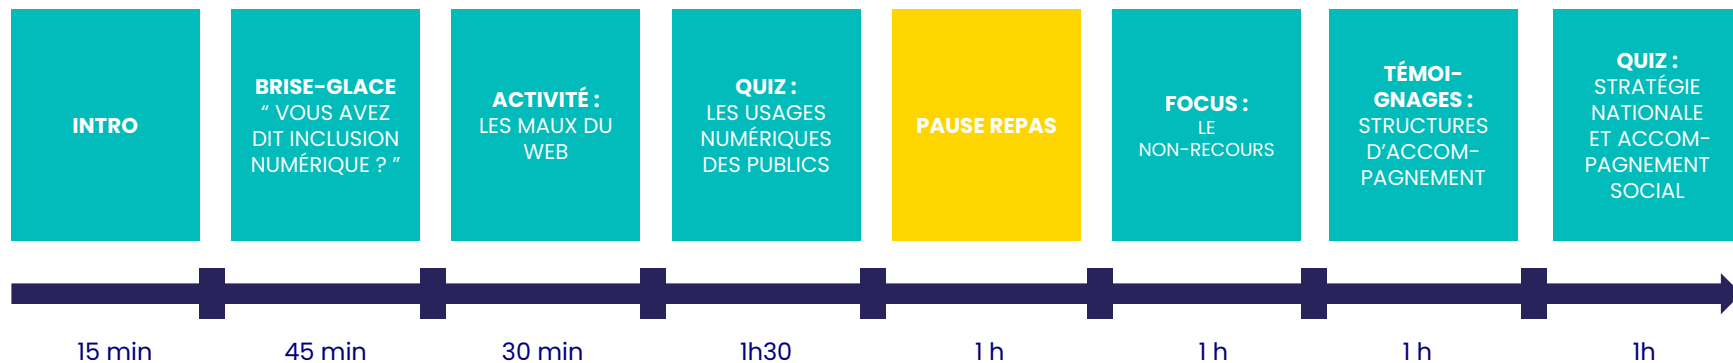 INTRO
BRISE-GLACE
“ VOUS AVEZ
DIT INCLUSION
NUMÉRIQUE ? ”
ACTIVITÉ :
LES MAUX DU
WEB
QUIZ :
LES USAGES
NUMÉRIQUES
DES PUBLICS
PAUSE REPAS
FOCUS :
LE
NON-RECOURS
TÉMOI-
GNAGES :
STRUCTURES
D’ACCOM-
PAGNEMENT
QUIZ :
STRATÉGIE
NATIONALE
ET ACCOM-
PAGNEMENT
SOCIAL
15 min
45 min
30 min
1h30
1 h
1 h
1 h
1h